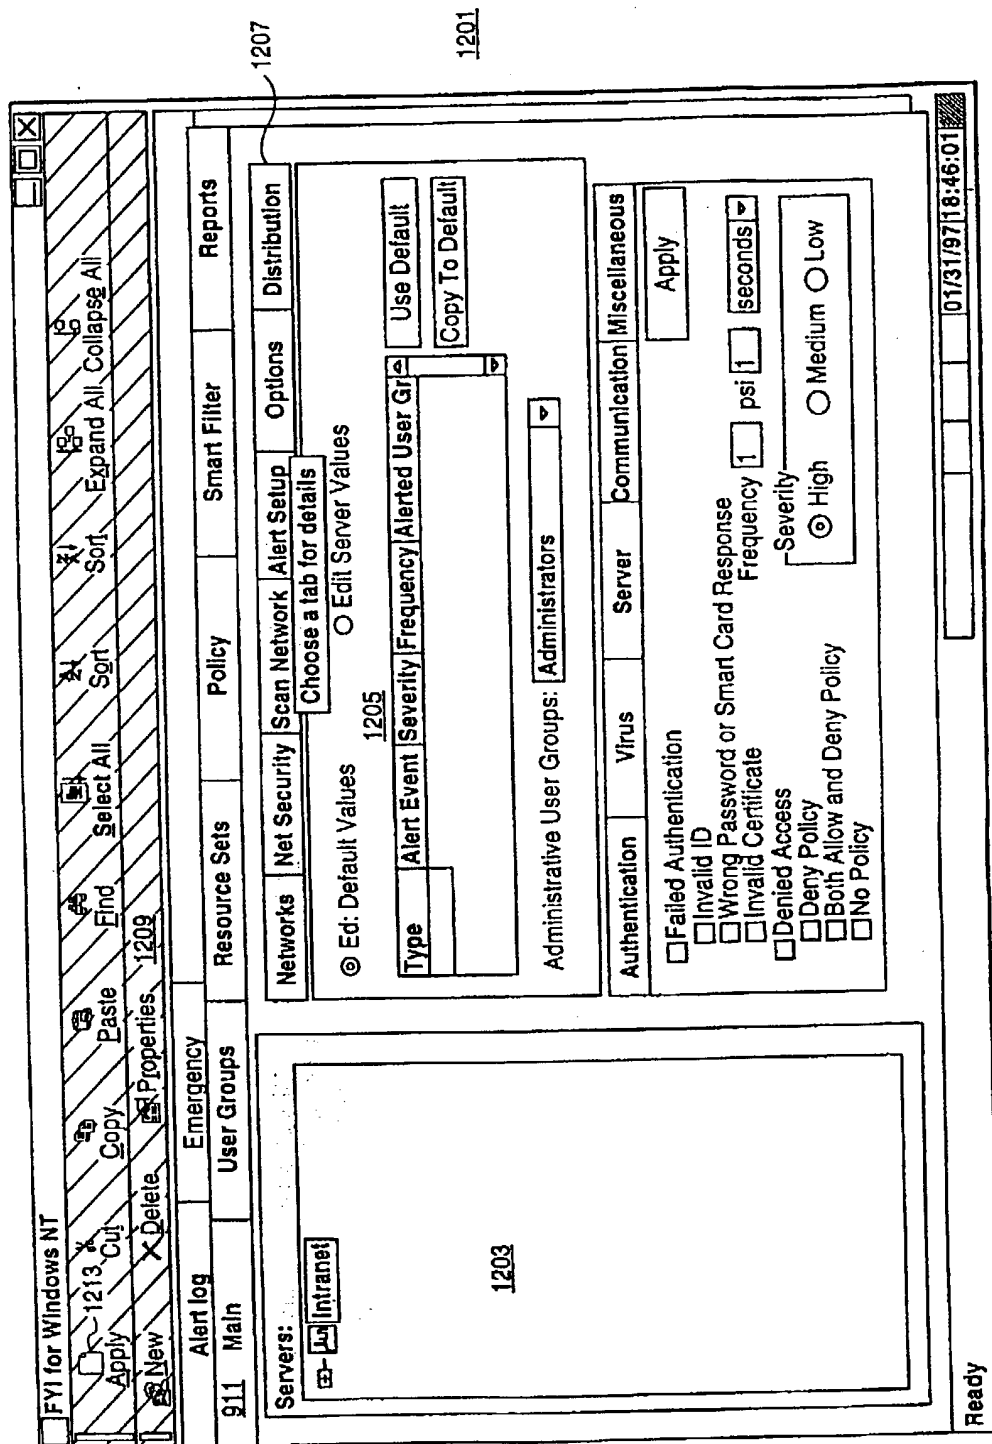 FYI for Windows NT
1213
Apply Cut Copy Paste Find Select All Sort Sort Expand All Collapse All
New Delete Properties 1209
Alert log Emergency
911 Main User Groups Resource Sets Policy Smart Filter Reports
Servers:
Intranet
1203
Networks Net Security Scan Network Alert Setup Options Distribution
1207
Choose a tab for details
Ed: Default Values Edit Server Values
1205
Type Alert Event Severity Frequency Alerted User Gr
Use Default
Copy To Default
Administrative User Groups: Administrators
Authentication Virus Server Communication Miscellaneous
Failed Authentication
Invalid ID
Wrong Password or Smart Card Response
Invalid Certificate
Denied Access
Deny Policy
Both Allow and Deny Policy
No Policy
Apply
Frequency 1 psi 1 seconds
Severity
High Medium Low
Ready 01/31/97 18:46:01
1201